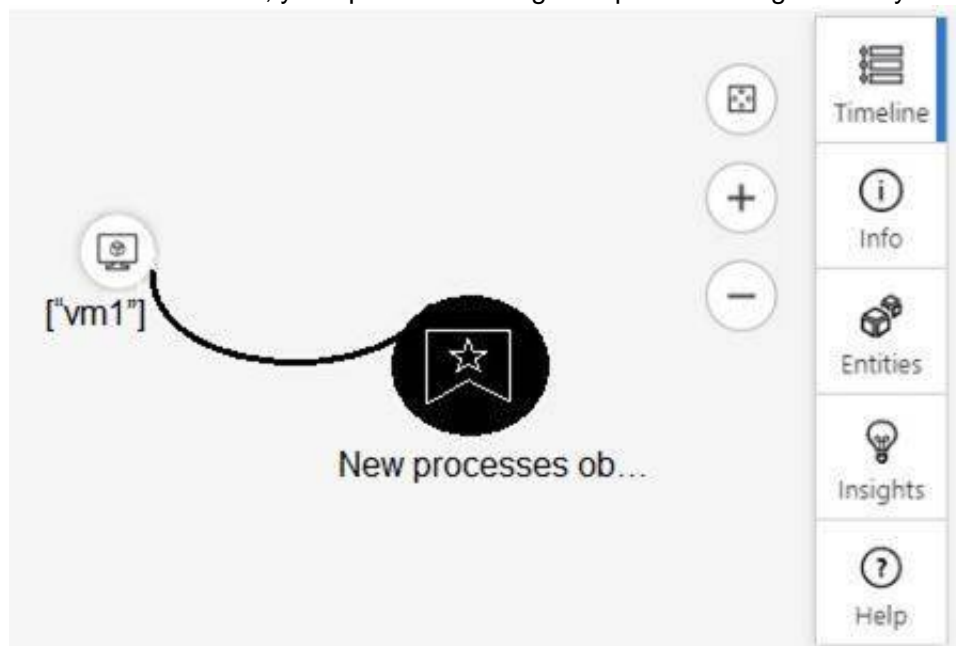 Timeline
Info
["vm1"]
Entities
New processes ob...
Insights
Help